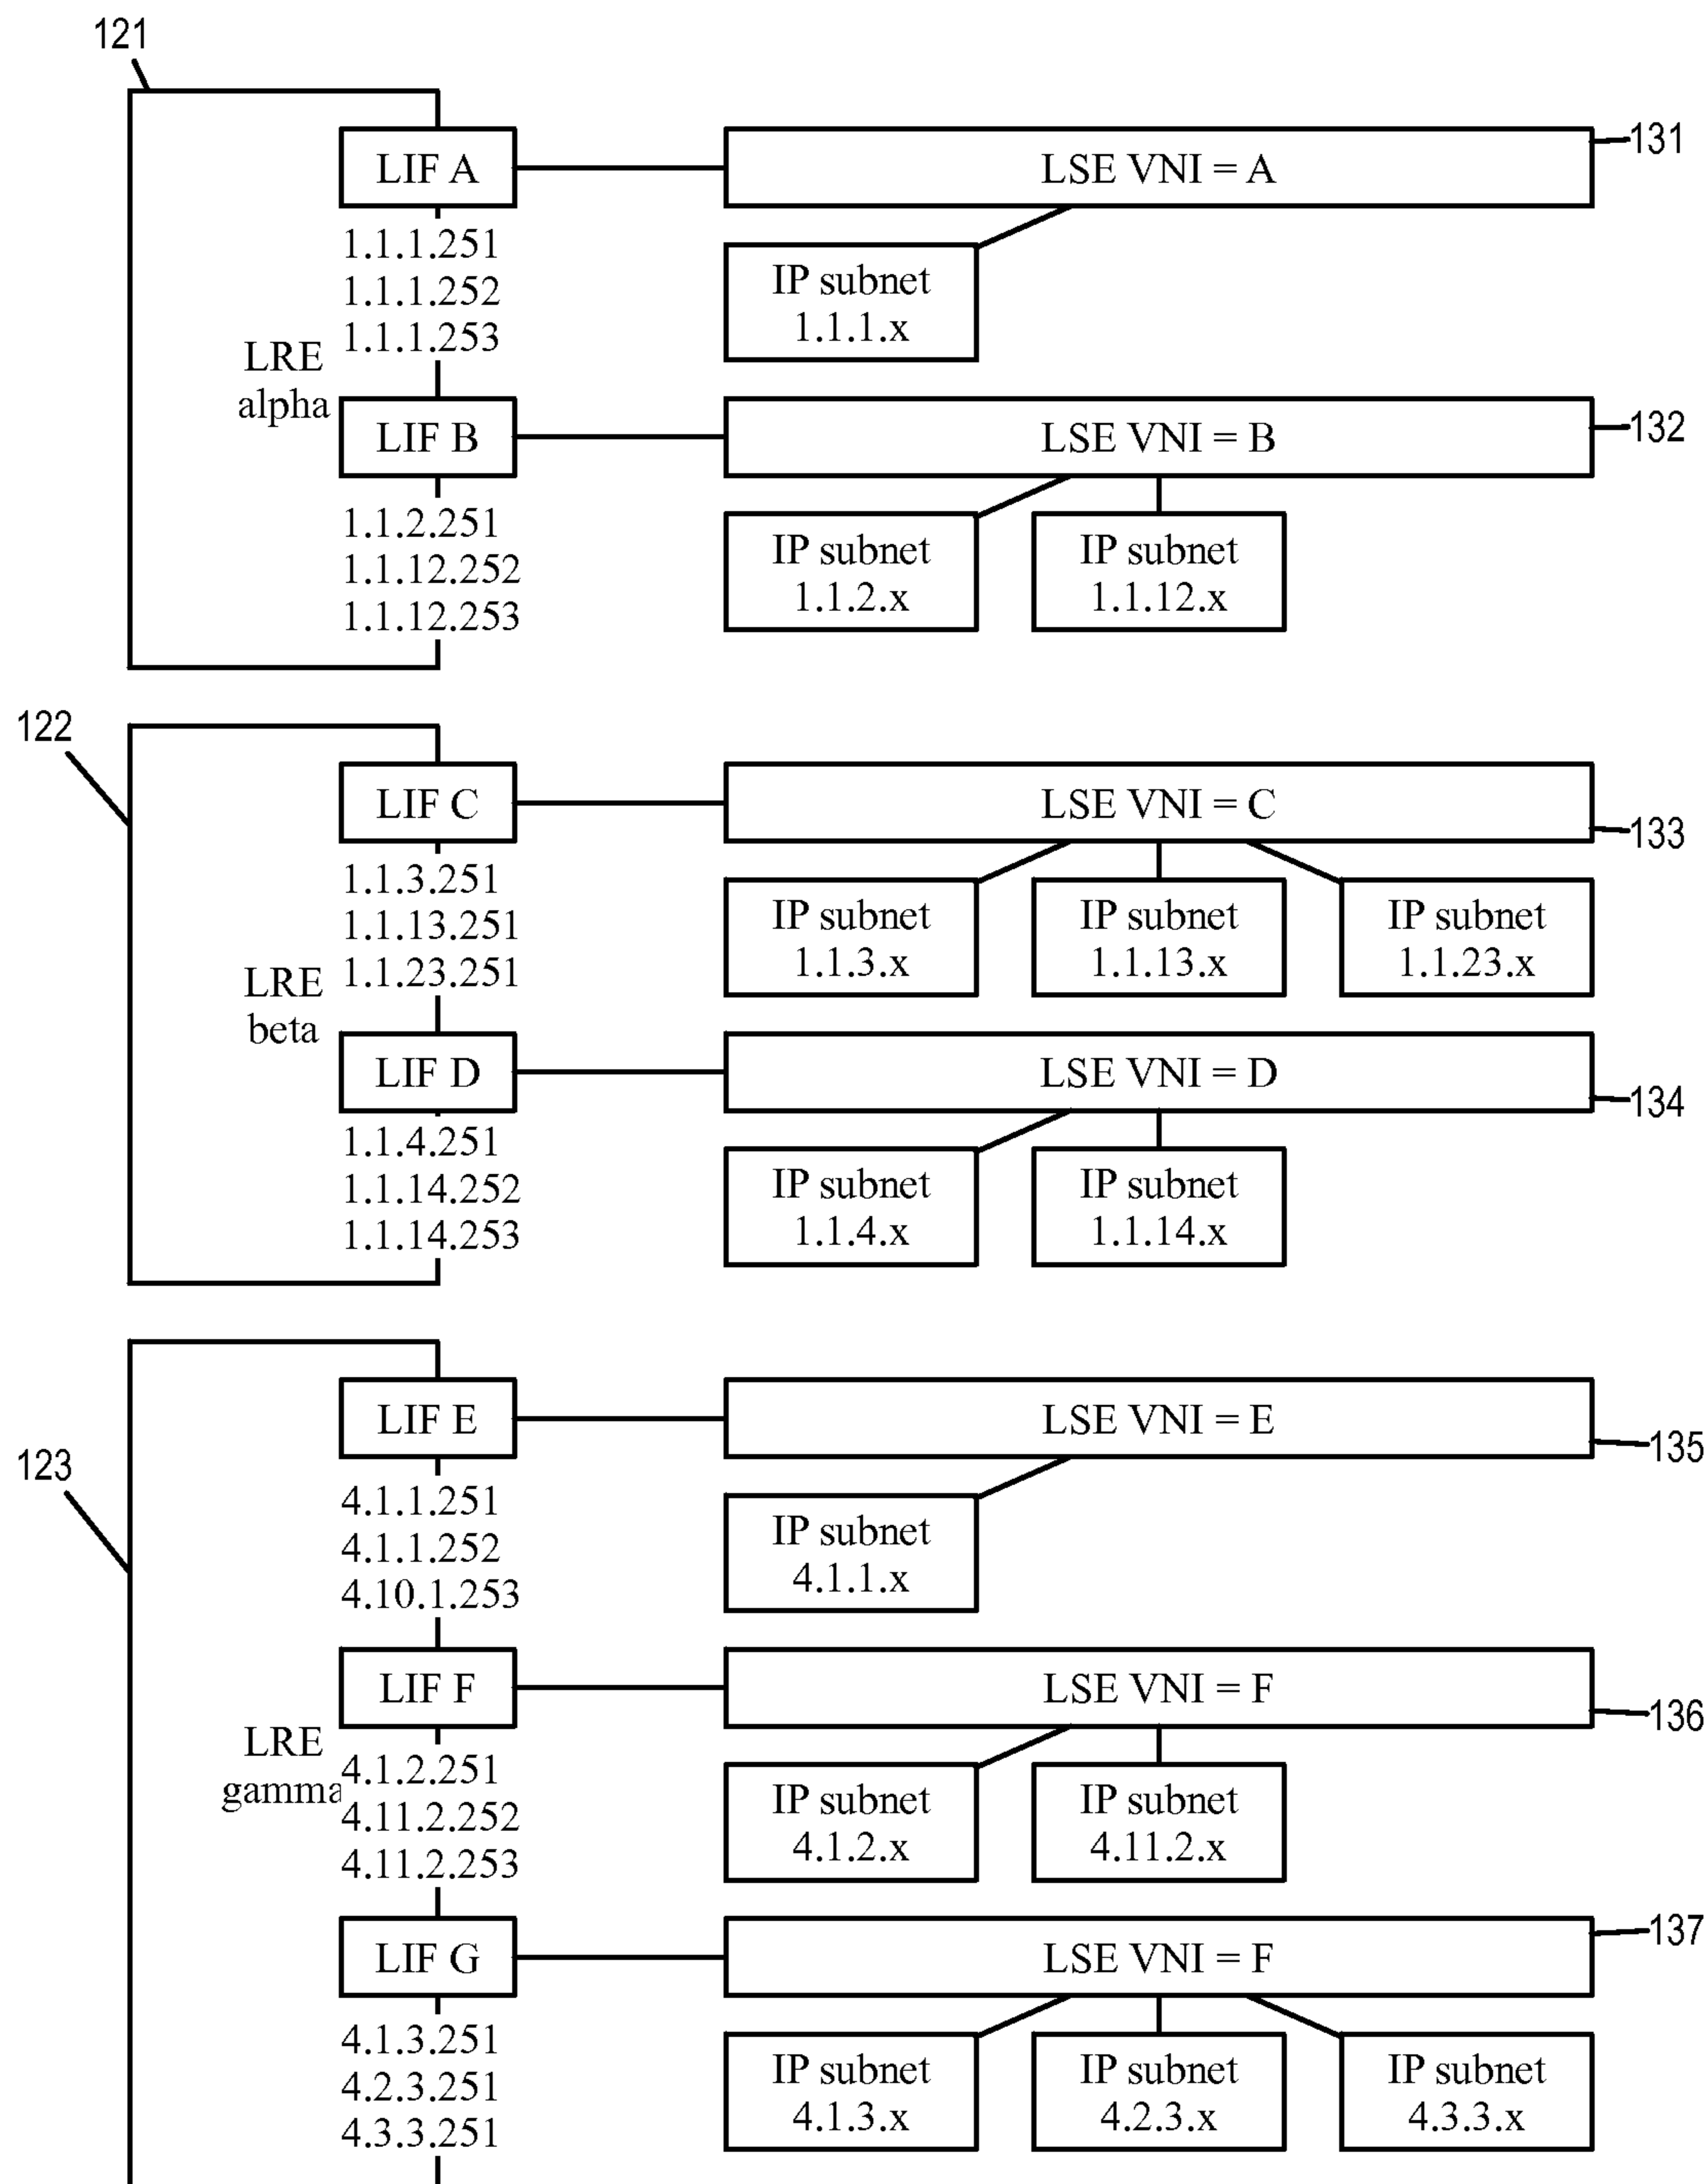 121
LIF A
LSE VNI = A
131
1.1.1.251
1.1.1.252
1.1.1.253
IP subnet
1.1.1.x
LRE
alpha
LIF B
LSE VNI = B
132
1.1.2.251
1.1.12.252
1.1.12.253
IP subnet
1.1.2.x
IP subnet
1.1.12.x
122
LIF C
LSE VNI = C
133
1.1.3.251
1.1.13.251
1.1.23.251
IP subnet
1.1.3.x
IP subnet
1.1.13.x
IP subnet
1.1.23.x
LRE
beta
LIF D
LSE VNI = D
134
1.1.4.251
1.1.14.252
1.1.14.253
IP subnet
1.1.4.x
IP subnet
1.1.14.x
123
LIF E
LSE VNI = E
135
4.1.1.251
4.1.1.252
4.10.1.253
IP subnet
4.1.1.x
LIF F
LSE VNI = F
136
LRE
gamma
4.1.2.251
4.11.2.252
4.11.2.253
IP subnet
4.1.2.x
IP subnet
4.11.2.x
LIF G
LSE VNI = F
137
4.1.3.251
4.2.3.251
4.3.3.251
IP subnet
4.1.3.x
IP subnet
4.2.3.x
IP subnet
4.3.3.x